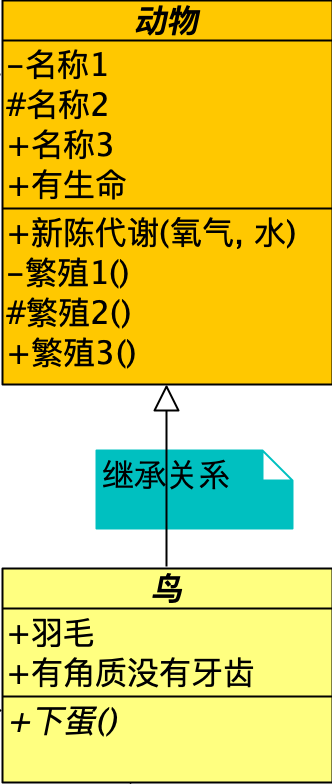 动物
-名称1
#名称2
+名称3
+有生命
+新陈代谢(氧气, 水)
-繁殖1()
#繁殖2()
+繁殖3()
继承关系
鸟
+羽毛
+有角质没有牙齿
+下蛋()